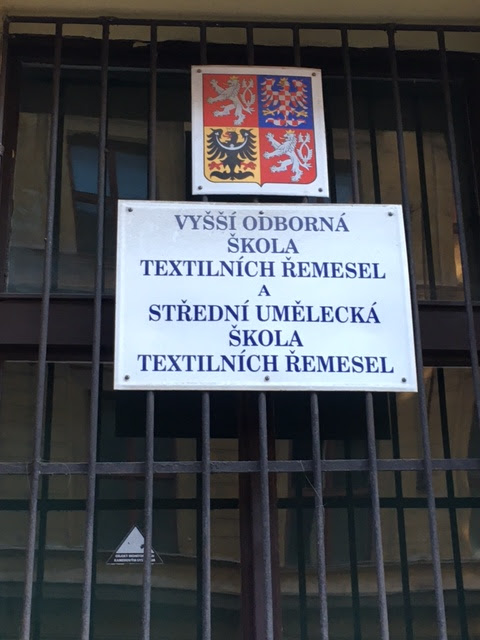 VYŠŠÍ ODBORNÁ
ŠKOLA
TEXTILNÍCH ŘEMESEL
A
STŘEDNÍ UMĚLECKÁ
ŠKOLA
TEXTILNÍCH ŘEMESEL